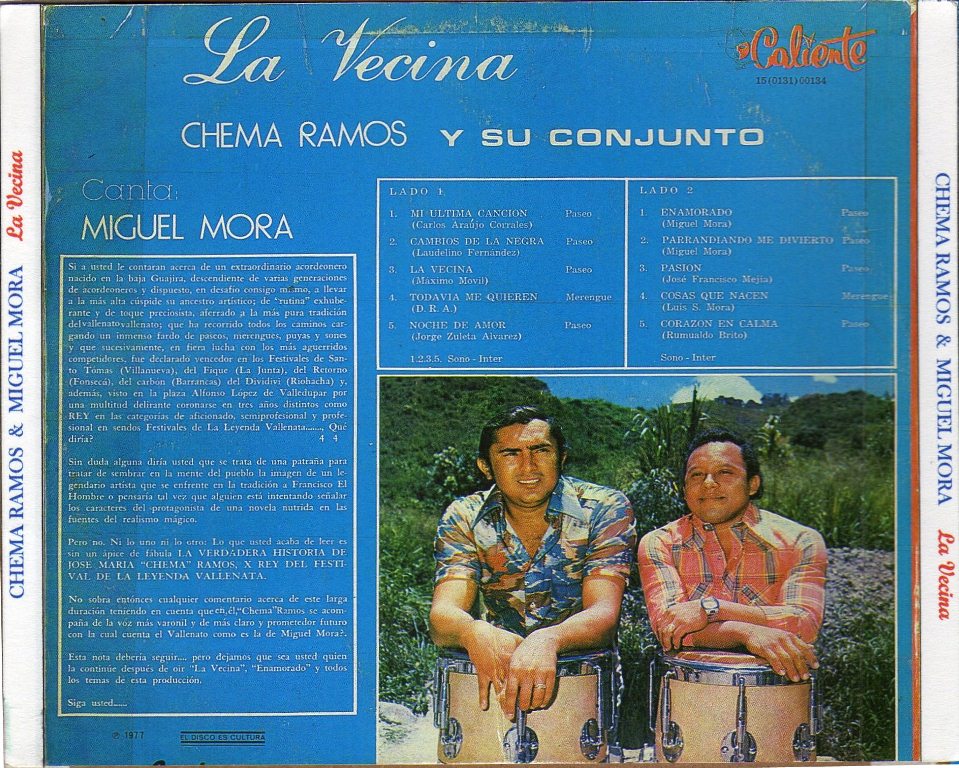 La Vecina
Caliente
15(0131)00134
CHEMA RAMOS Y SU CONJUNTO
Canta:
MIGUEL MORA
LADO 1
1. MI ULTIMA CANCION Paseo
(Carlos Araújo Corrales)
2. CAMBIOS DE LA NEGRA Paseo
(Laudelino Fernández)
3. LA VECINA Paseo
(Máximo Movil)
4. TODAVIA ME QUIEREN Merengue
(D. R. A.)
5. NOCHE DE AMOR Paseo
(Jorge Zuleta Alvarez)
1.2.3.5. Sono - Inter
LADO 2
1. ENAMORADO Paseo
(Miguel Mora)
2. PARRANDIANDO ME DIVIERTO Paseo
(Miguel Mora)
3. PASION Paseo
(José Francisco Mejia)
4. COSAS QUE NACEN Merengue
(Luis S. Mora)
5. CORAZON EN CALMA Paseo
(Rumualdo Brito)
Sono - Inter
Si a usted le contaran acerca de un extraordinario acordeonero
nacido en la baja Guajira, descendiente de varias generaciones
de acordeoneros y dispuesto, en desafío consigo mismo, a llevar
a la más alta cúspide su ancestro artístico; de "rutina" exhube-
rante y de toque preciosista, aferrado a la más pura tradición
del vallenato vallenato; que ha recorrido todos los caminos car-
gando un inmenso fardo de paseos, merengues, puyas y sones
y que sucesivamente, en fiera lucha con los más aguerridos
competidores, fue declarado vencedor en los Festivales de San-
to Tómas (Villanueva), del Fique (La Junta), del Retorno
(Fonseca), del carbón (Barrancas) del Dividivi (Riohacha) y,
además, visto en la plaza Alfonso López de Valledupar por
una multitud delirante coronarse en tres años distintos como
REY en las categorías de aficionado, semiprofesional y profe-
sional en sendos Festivales de La Leyenda Vallenata......., Qué
diría? 4 4
Sin duda alguna diría usted que se trata de una patraña para
tratar de sembrar en la mente del pueblo la imagen de un le-
gendario artista que se enfrente en la tradición a Francisco El
Hombre o pensaría tal vez que alguien está intentando señalar
los caracteres del protagonista de una novela nutrida en las
fuentes del realismo mágico.
Pero no. Ni lo uno ni lo otro: Lo que usted acaba de leer es
sin un ápice de fábula LA VERDADERA HISTORIA DE
JOSE MARIA "CHEMA" RAMOS, X REY DEL FESTI-
VAL DE LA LEYENDA VALLENATA.
No sobra entónces cualquier comentario acerca de este larga
duración teniendo en cuenta que en él, "Chema" Ramos se acom-
paña de la voz más varonil y de más claro y prometedor futuro
con la cual cuenta el Vallenato como es la de Miguel Mora?.
Esta nota debería seguir.... pero dejamos que sea usted quien
la continúe después de oir "La Vecina", "Enamorado" y todos
los temas de esta producción.
Siga usted......
℗ 1977 EL DISCO ES CULTURA
CHEMA RAMOS & MIGUEL MORA La Vecina
CHEMA RAMOS & MIGUEL MORA La Vecina